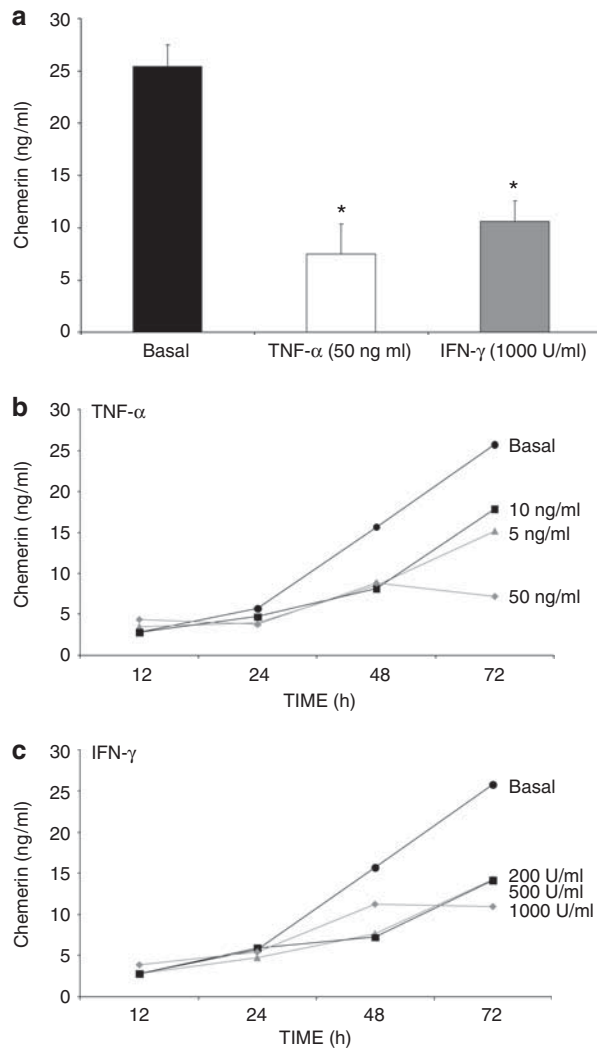 a
30
25
20
15
10
5
0
Chemerin (ng/ml)
*
*
Basal
TNF-α (50 ng ml)
IFN-γ (1000 U/ml)
b
TNF-α
30
25
20
15
10
5
0
Chemerin (ng/ml)
Basal
10 ng/ml
5 ng/ml
50 ng/ml
12
24
48
72
TIME (h)
c
IFN-γ
30
25
20
15
10
5
0
Chemerin (ng/ml)
Basal
200 U/ml
500 U/ml
1000 U/ml
12
24
48
72
TIME (h)